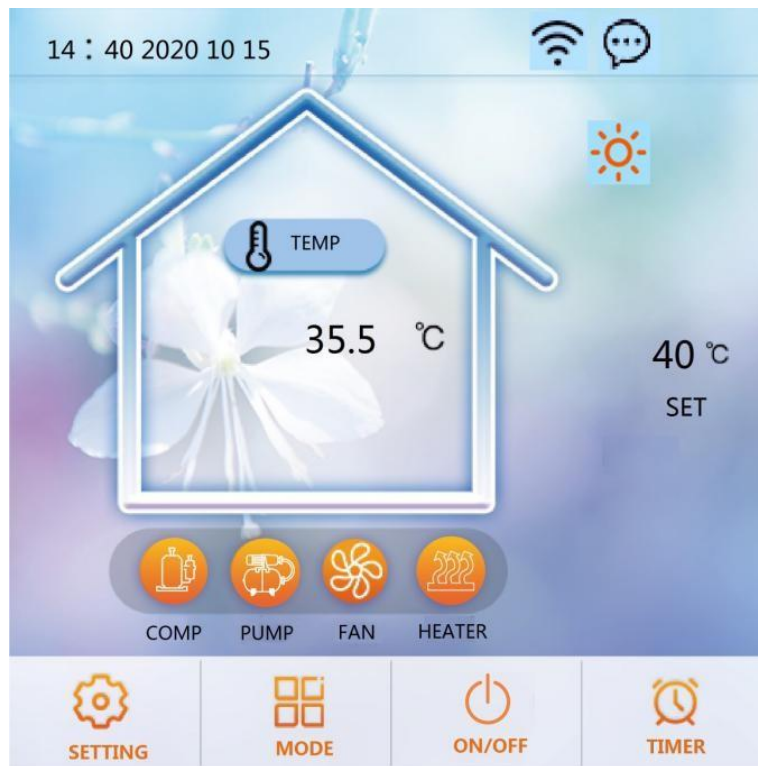 14：40 2020 10 15
TEMP
35.5 ℃
40 ℃
SET
COMP PUMP FAN HEATER
SETTING MODE ON/OFF TIMER